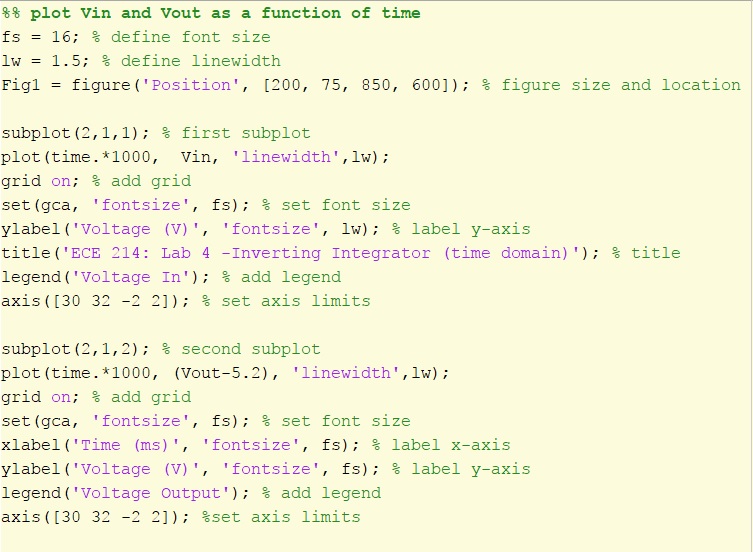 %% plot Vin and Vout as a function of time
fs = 16; % define font size
lw = 1.5; % define linewidth
Fig1 = figure('Position', [200, 75, 850, 600]); % figure size and location
subplot(2,1,1); % first subplot
plot(time.*1000,  Vin, 'linewidth',lw);
grid on; % add grid
set(gca, 'fontsize', fs); % set font size
ylabel('Voltage (V)', 'fontsize', lw); % label y-axis
title('ECE 214: Lab 4 -Inverting Integrator (time domain)'); % title
legend('Voltage In'); % add legend
axis([30 32 -2 2]); % set axis limits
subplot(2,1,2); % second subplot
plot(time.*1000, (Vout-5.2), 'linewidth',lw);
grid on; % add grid
set(gca, 'fontsize', fs); % set font size
xlabel('Time (ms)', 'fontsize', fs); % label x-axis
ylabel('Voltage (V)', 'fontsize', fs); % label y-axis
legend('Voltage Output'); % add legend
axis([30 32 -2 2]); %set axis limits